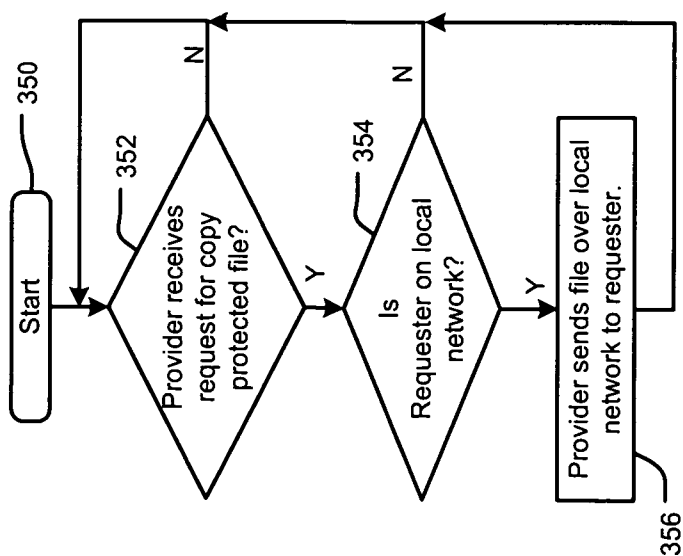 Start
350
Provider receives
request for copy
protected file?
352
N
Y
Is
Requester on local
network?
354
N
Y
Provider sends file over local
network to requester.
356